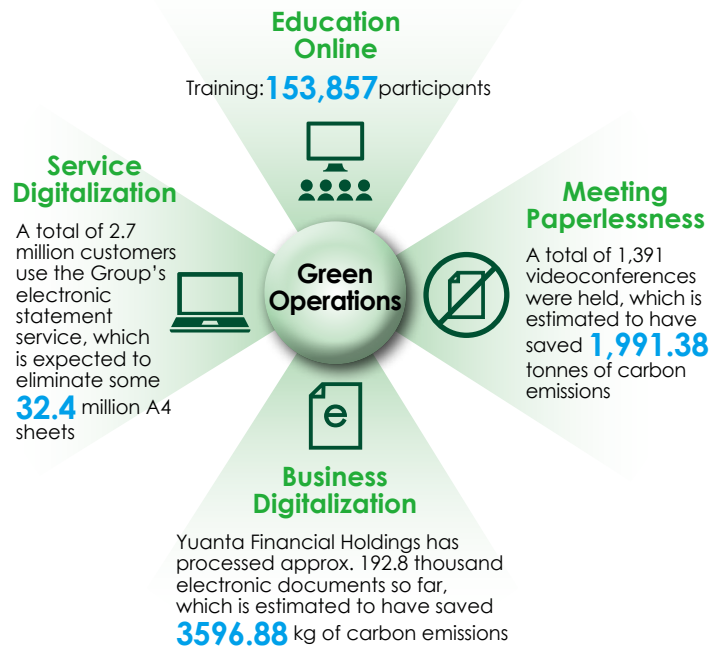 Education
Online
Training:153,857participants
Service
Digitalization
A total of 2.7
million customers
use the Group's
electronic
statement
service, which
is expected to
eliminate some
32.4 million A4
sheets
Green
Operations
Meeting
Paperlessness
A total of 1,391
videoconferences
were held, which is
estimated to have
saved 1,991.38
tonnes of carbon
emissions
e
Business
Digitalization
Yuanta Financial Holdings has
processed approx. 192.8 thousand
electronic documents so far,
which is estimated to have saved
3596.88 kg of carbon emissions